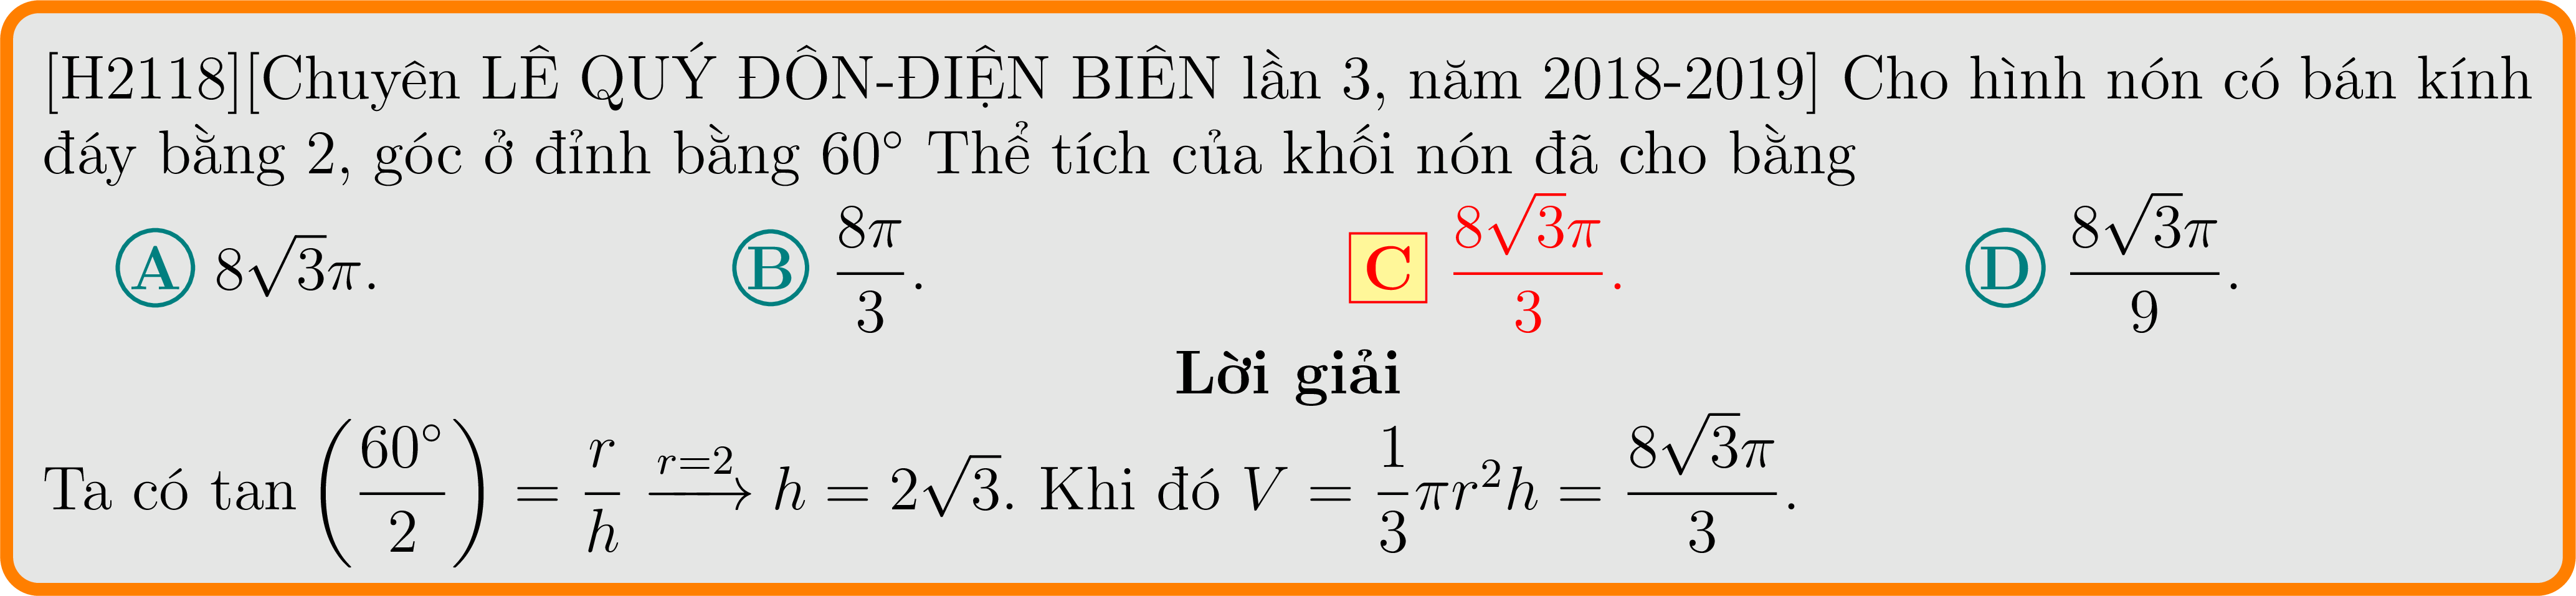 [H2118][Chuyên LÊ QUÝ ĐÔN-ĐIỆN BIÊN lần 3, năm 2018-2019] Cho hình nón có bán kính
đáy bằng 2, góc ở đỉnh bằng 60° Thể tích của khối nón đã cho bằng
A 8√3π. B 8π/3. C 8√3π/3. D 8√3π/9.
Lời giải
Ta có tan (60°/2) = r/h —r=2→ h = 2√3. Khi đó V = 1/3 πr²h = 8√3π/3.